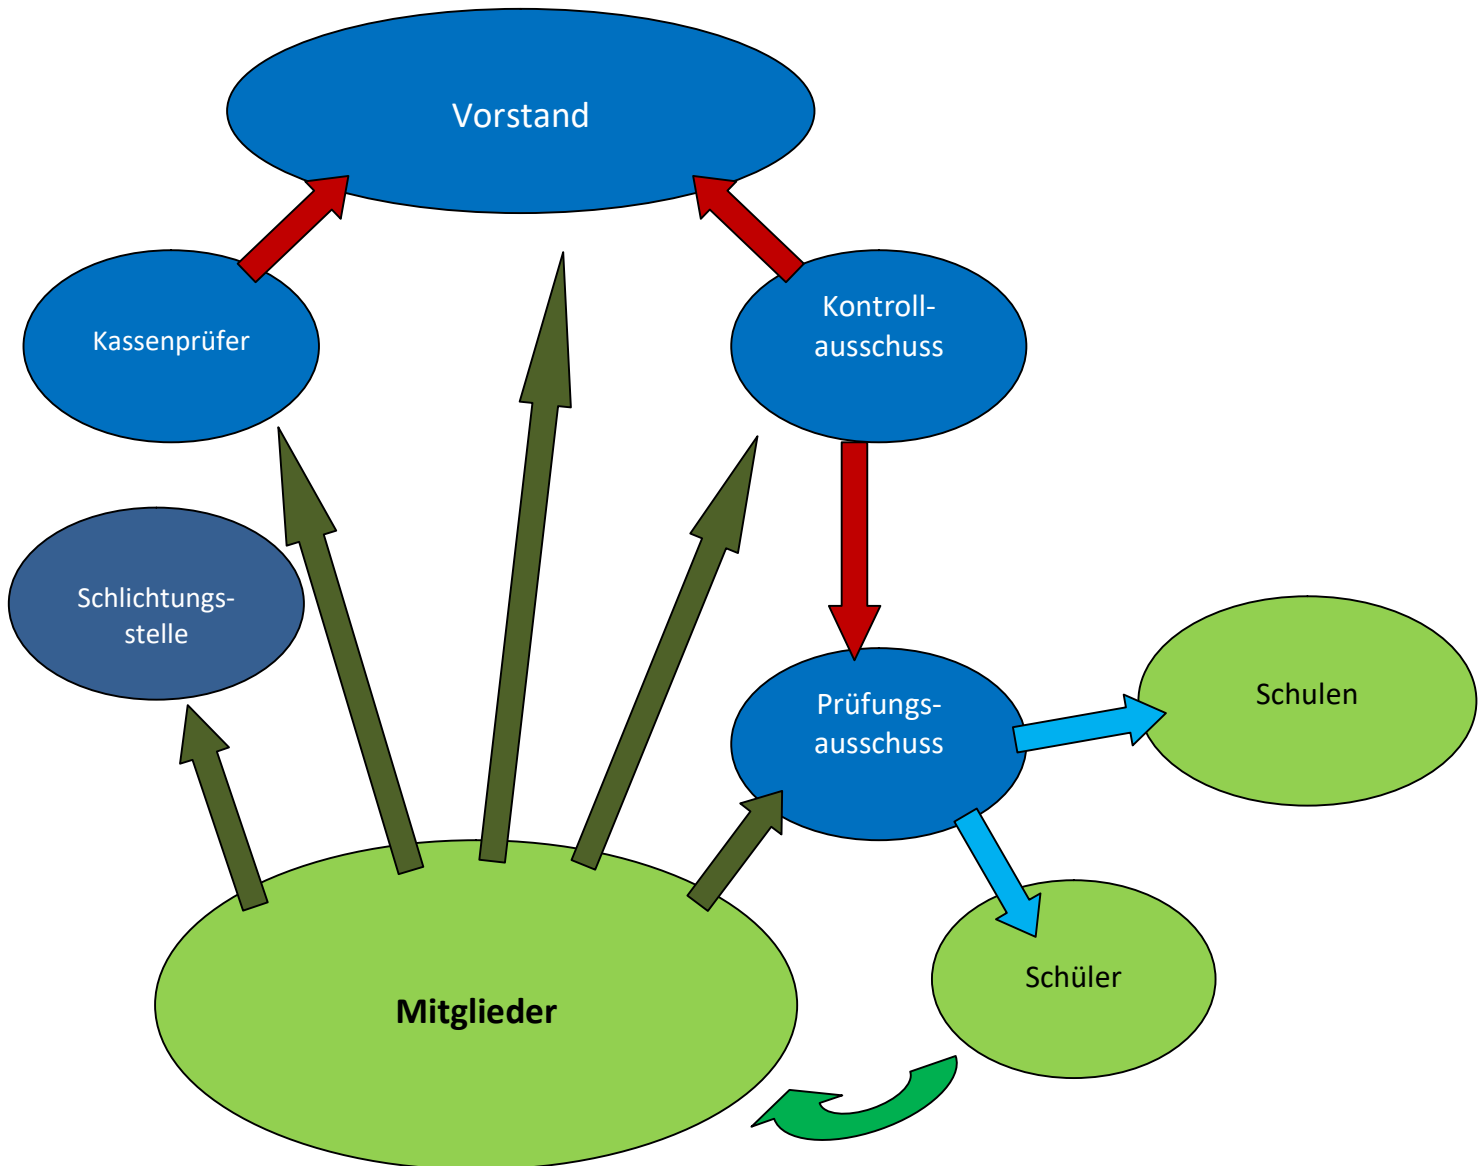 Vorstand
Kassenprüfer
Kontroll-
ausschuss
Schlichtungs-
stelle
Prüfungs-
ausschuss
Schulen
Schüler
Mitglieder